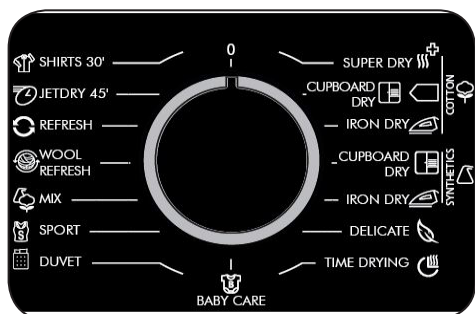 0
SUPER DRY
CUPBOARD
DRY
IRON DRY
COTTON
CUPBOARD
DRY
IRON DRY
SYNTHETICS
DELICATE
TIME DRYING
BABY CARE
B
DUVET
SPORT
S
MIX
WOOL
REFRESH
REFRESH
JETDRY 45'
SHIRTS 30'